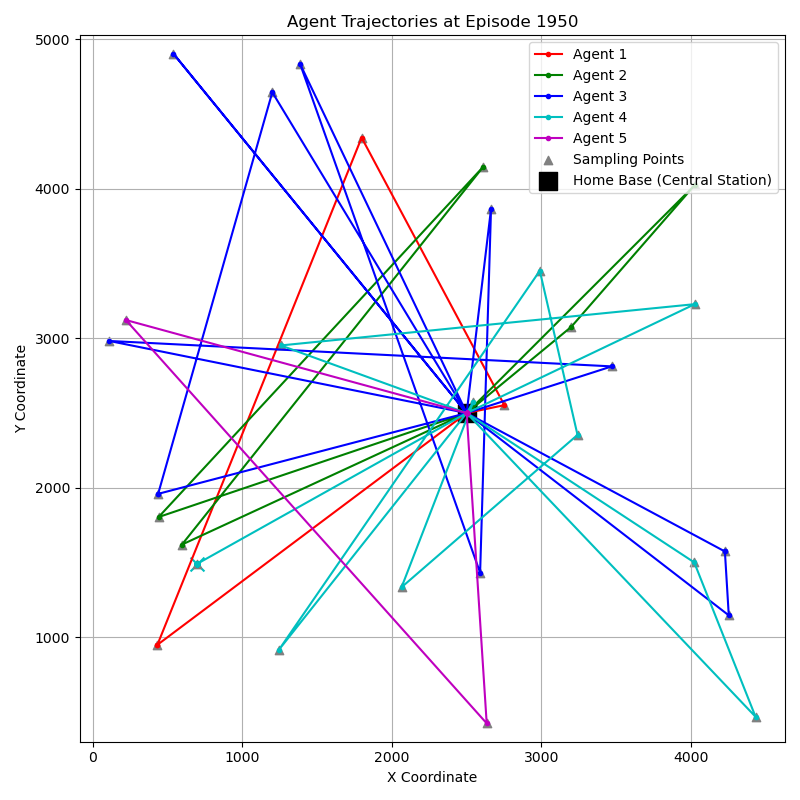 Agent Trajectories at Episode 1950
Agent 1
Agent 2
Agent 3
Agent 4
Agent 5
Sampling Points
Home Base (Central Station)
Y Coordinate
5000
4000
3000
2000
1000
0
1000
2000
3000
4000
X Coordinate